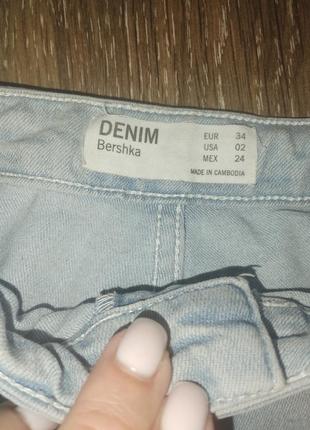 DENIM
Bershka
EUR 34
USA 02
MEX 24
MADE IN CAMBODIA